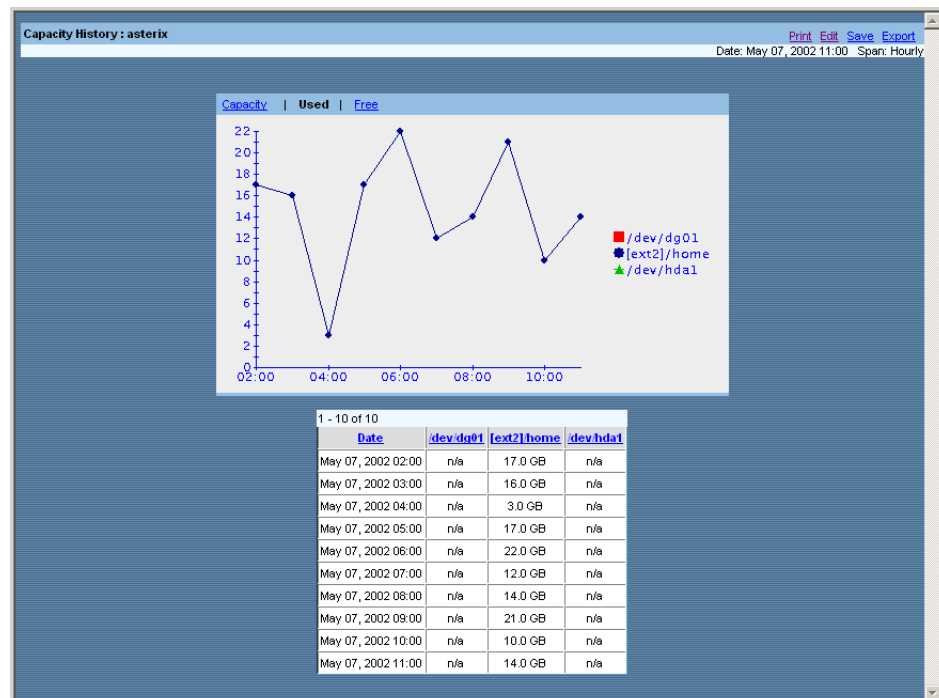 Capacity History : asterix
Print Edit Save Export
Date: May 07, 2002 11:00 Span: Hourly
Capacity | Used | Free
22
20
18
16
14
12
10
8
6
4
2
0
02:00 04:00 06:00 08:00 10:00
/dev/dg01
[ext2]/home
/dev/hda1
1 - 10 of 10
Date /dev/dg01 [ext2]/home /dev/hda1
May 07, 2002 02:00 n/a 17.0 GB n/a
May 07, 2002 03:00 n/a 16.0 GB n/a
May 07, 2002 04:00 n/a 3.0 GB n/a
May 07, 2002 05:00 n/a 17.0 GB n/a
May 07, 2002 06:00 n/a 22.0 GB n/a
May 07, 2002 07:00 n/a 12.0 GB n/a
May 07, 2002 08:00 n/a 14.0 GB n/a
May 07, 2002 09:00 n/a 21.0 GB n/a
May 07, 2002 10:00 n/a 10.0 GB n/a
May 07, 2002 11:00 n/a 14.0 GB n/a